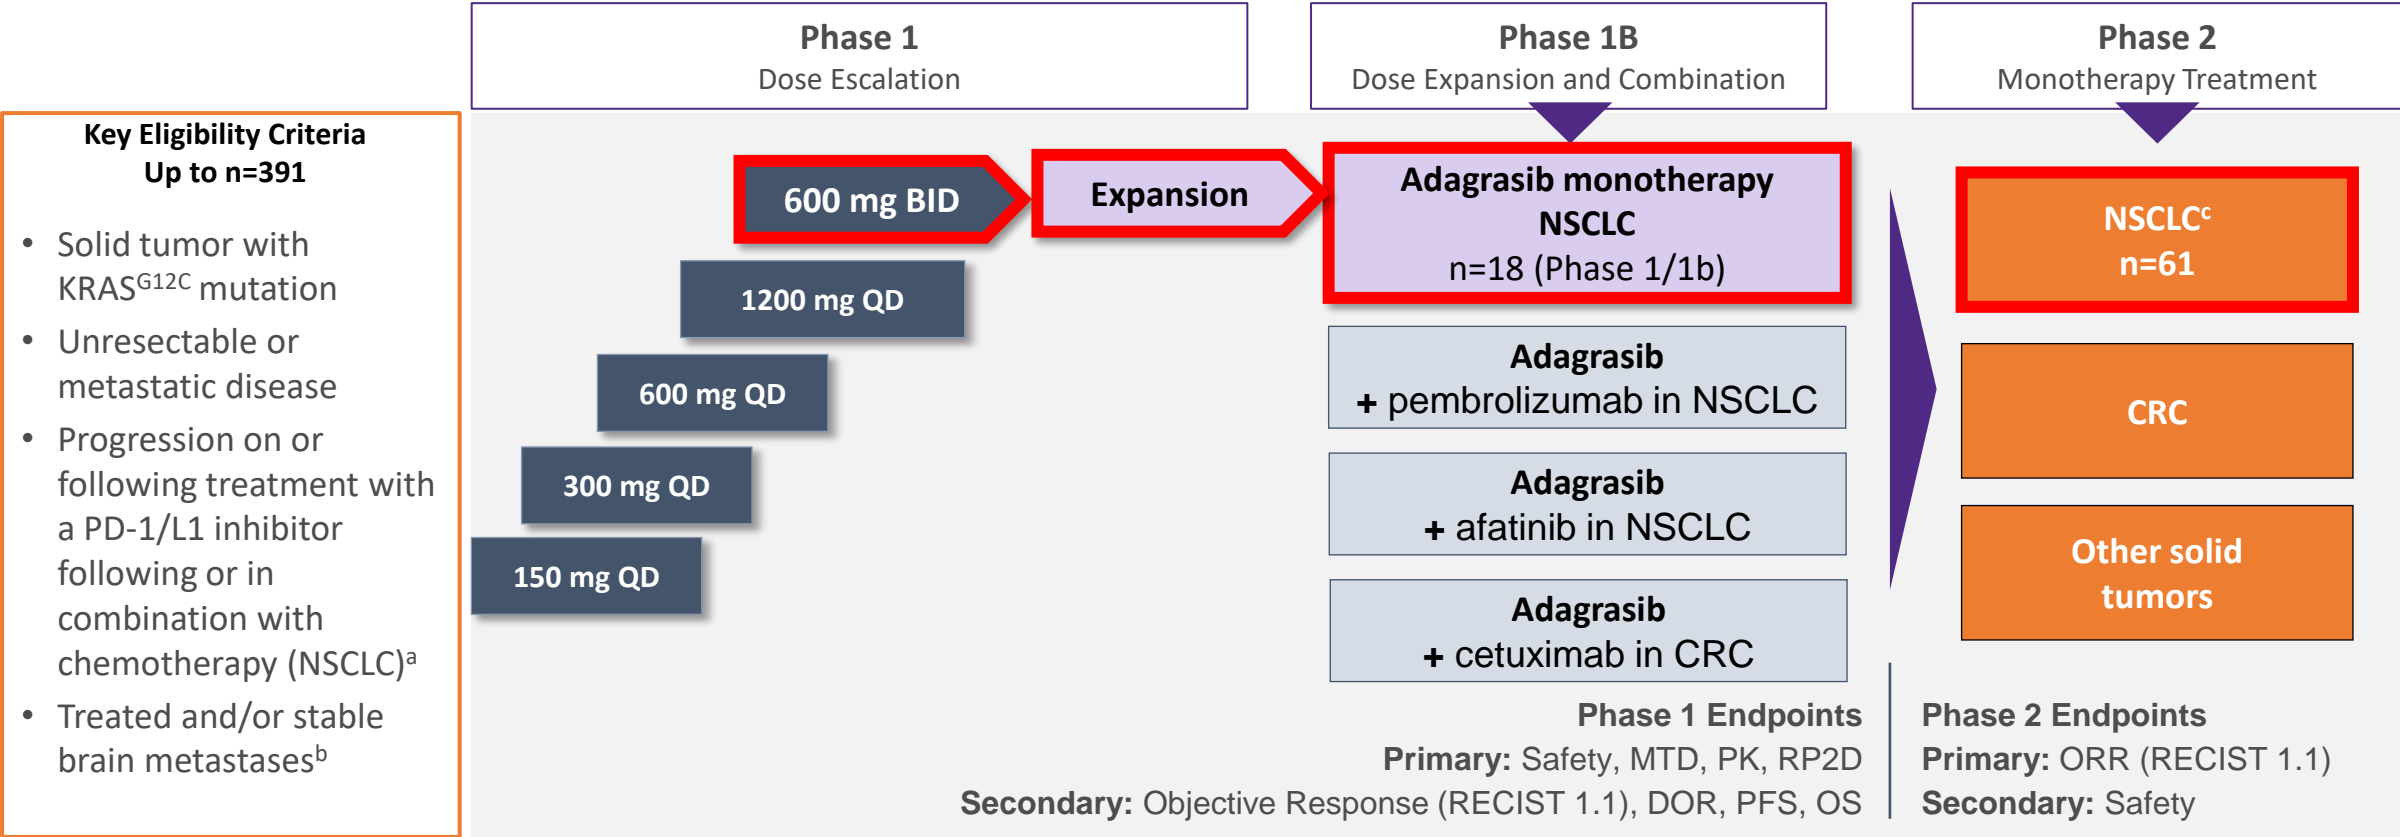 Phase 1
Dose Escalation
Phase 1B
Dose Expansion and Combination
Phase 2
Monotherapy Treatment
Key Eligibility Criteria
Up to n=391
• Solid tumor with
KRASᴳ¹²ᶜ mutation
• Unresectable or
metastatic disease
• Progression on or
following treatment with
a PD-1/L1 inhibitor
following or in
combination with
chemotherapy (NSCLC)ᵃ
• Treated and/or stable
brain metastasesᵇ
600 mg BID
1200 mg QD
600 mg QD
300 mg QD
150 mg QD
Expansion
Adagrasib monotherapy
NSCLC
n=18 (Phase 1/1b)
Adagrasib
+ pembrolizumab in NSCLC
Adagrasib
+ afatinib in NSCLC
Adagrasib
+ cetuximab in CRC
NSCLCᶜ
n=61
CRC
Other solid
tumors
Phase 1 Endpoints
Primary: Safety, MTD, PK, RP2D
Secondary: Objective Response (RECIST 1.1), DOR, PFS, OS
Phase 2 Endpoints
Primary: ORR (RECIST 1.1)
Secondary: Safety